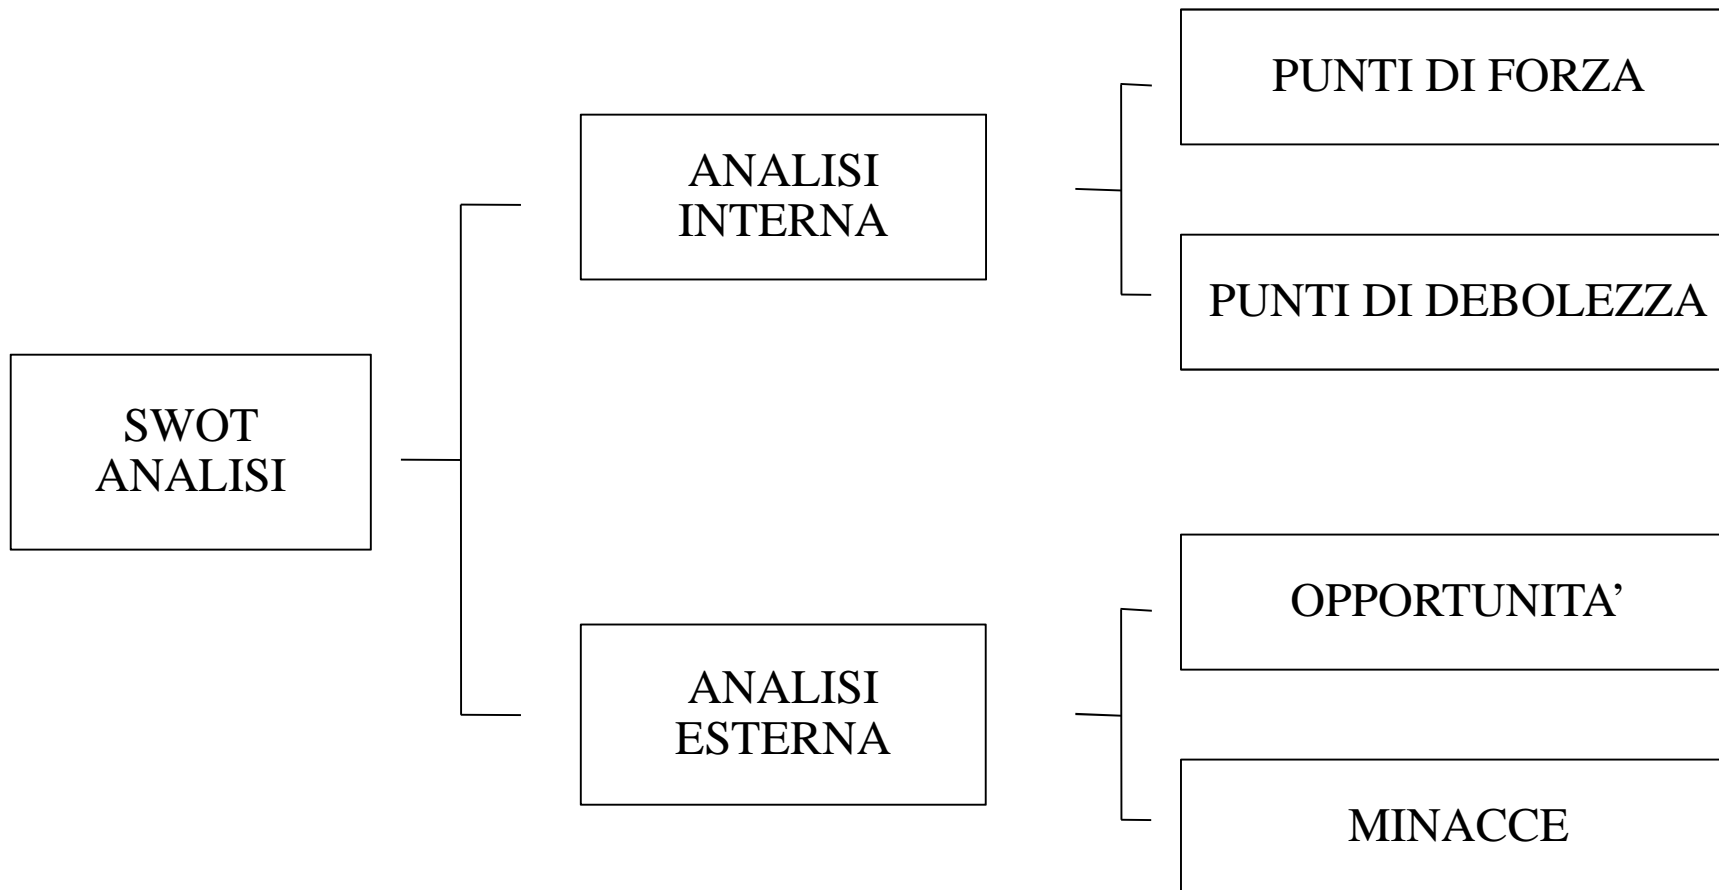 SWOT
ANALISI
ANALISI
INTERNA
PUNTI DI FORZA
PUNTI DI DEBOLEZZA
ANALISI
ESTERNA
OPPORTUNITA’
MINACCE